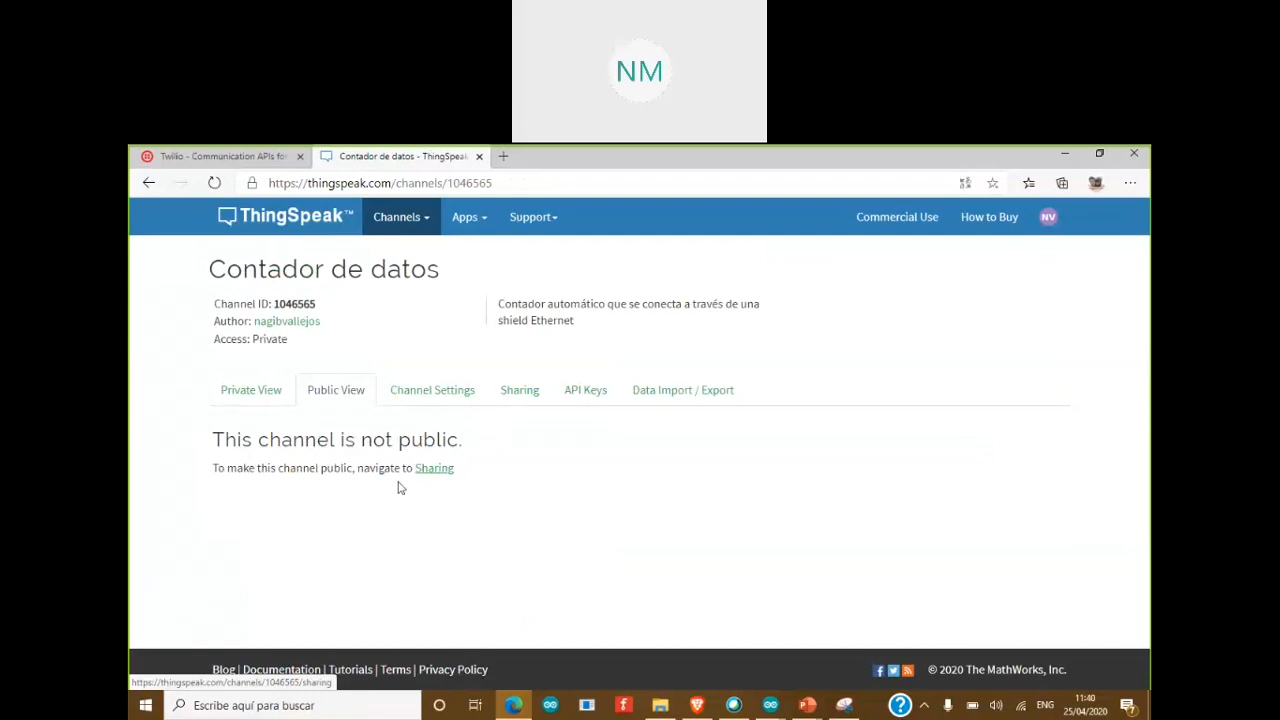 NM
Twilio - Communication APIs for
Contador de datos - ThingSpeak
https://thingspeak.com/channels/1046565
ThingSpeak™
Channels
Apps
Support
Commercial Use
How to Buy
NV
Contador de datos
Channel ID: 1046565
Author: nagibvallejos
Access: Private
Contador automático que se conecta a través de una
shield Ethernet
Private View
Public View
Channel Settings
Sharing
API Keys
Data Import / Export
This channel is not public.
To make this channel public, navigate to Sharing
Blog | Documentation | Tutorials | Terms | Privacy Policy
© 2020 The MathWorks, Inc.
https://thingspeak.com/channels/1046565/sharing
Escribe aquí para buscar
ENG
11:40
25/04/2020